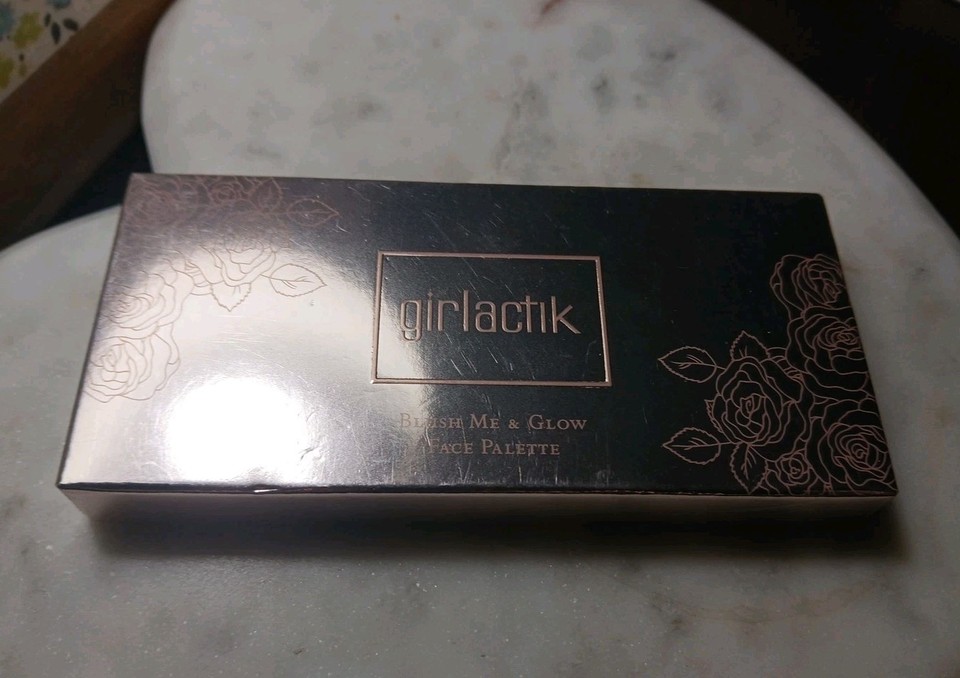 girlactik
Blush Me & Glow
Face Palette